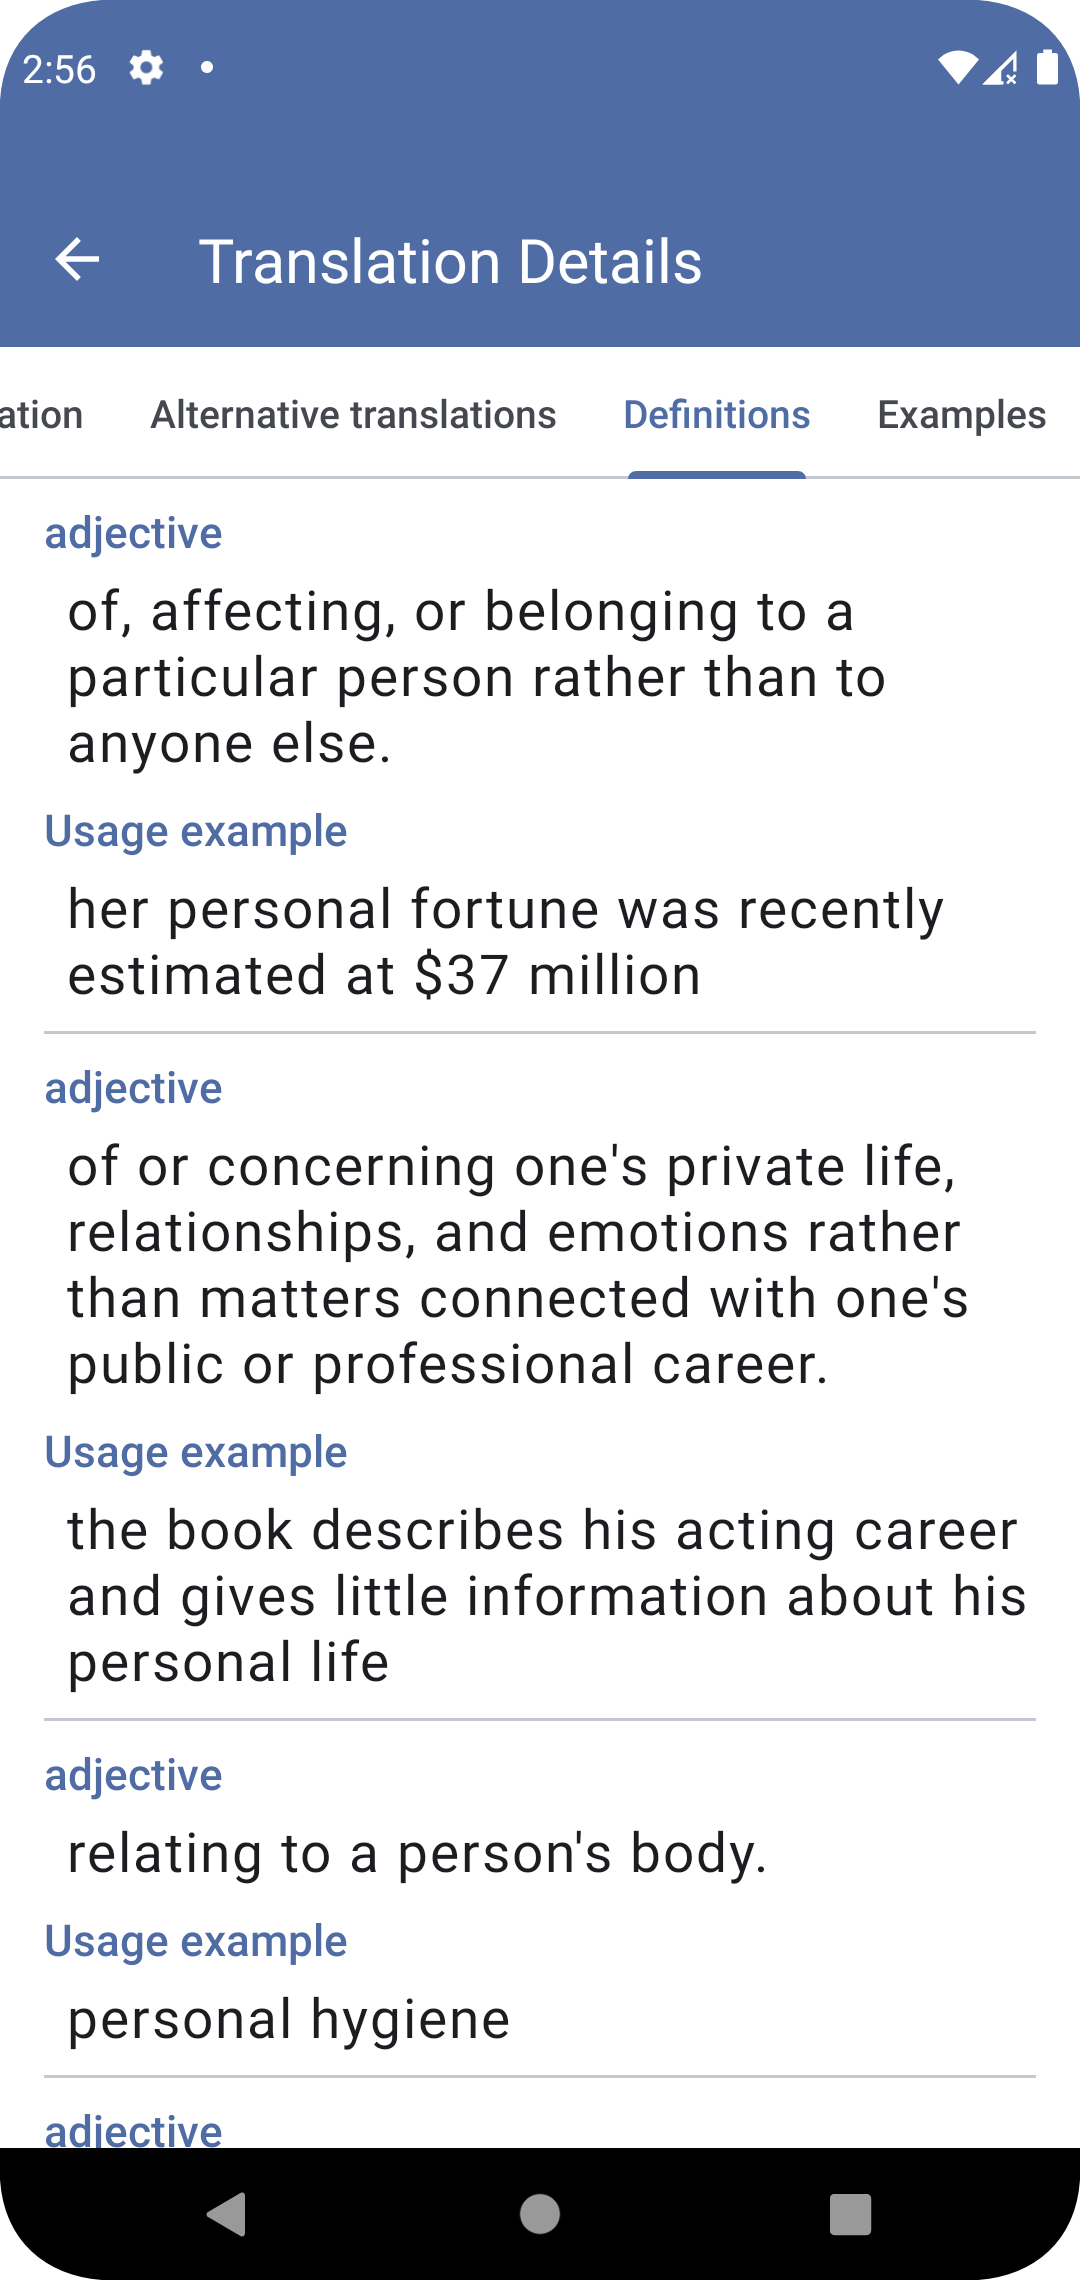 2:56
Translation Details
ation Alternative translations Definitions Examples
adjective
of, affecting, or belonging to a
particular person rather than to
anyone else.
Usage example
her personal fortune was recently
estimated at $37 million
adjective
of or concerning one's private life,
relationships, and emotions rather
than matters connected with one's
public or professional career.
Usage example
the book describes his acting career
and gives little information about his
personal life
adjective
relating to a person's body.
Usage example
personal hygiene
adjective